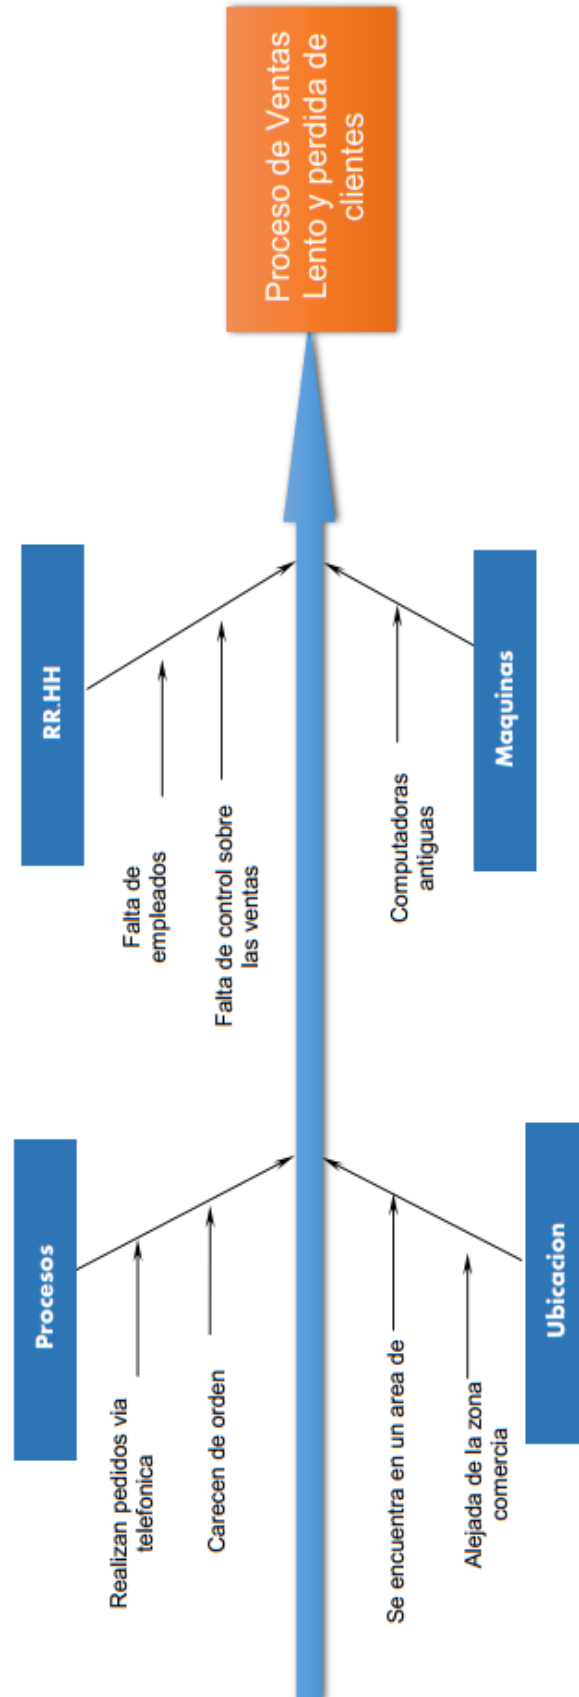 Procesos
RR.HH
Realizan pedidos via
telefonica
Carecen de orden
Falta de
empleados
Falta de control sobre
las ventas
Proceso de Ventas
Lento y perdida de
clientes
Se encuentra en un area de
Alejada de la zona
comercia
Computadoras
antiguas
Ubicacion
Maquinas